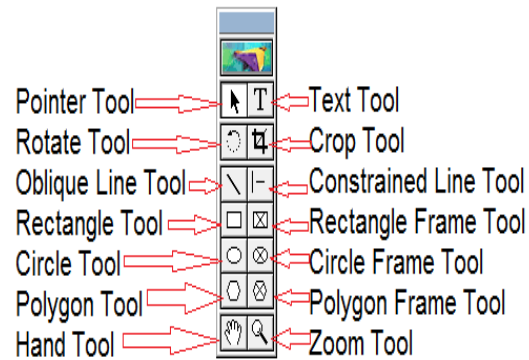 Pointer Tool T Text Tool
Rotate Tool Crop Tool
Oblique Line Tool Constrained Line Tool
Rectangle Tool Rectangle Frame Tool
Circle Tool Circle Frame Tool
Polygon Tool Polygon Frame Tool
Hand Tool Zoom Tool